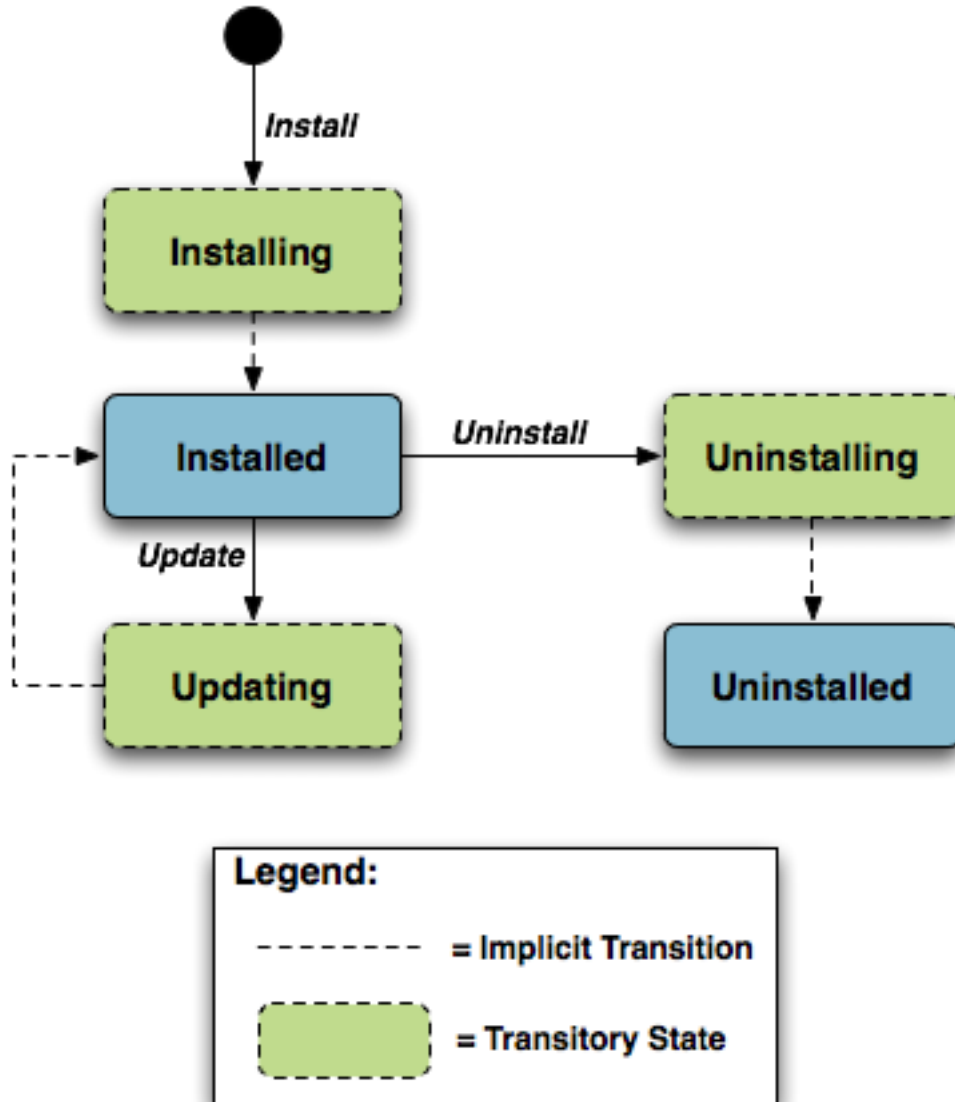 Install
Installing
Installed
Uninstall
Uninstalling
Update
Updating
Uninstalled
Legend:
= Implicit Transition
= Transitory State